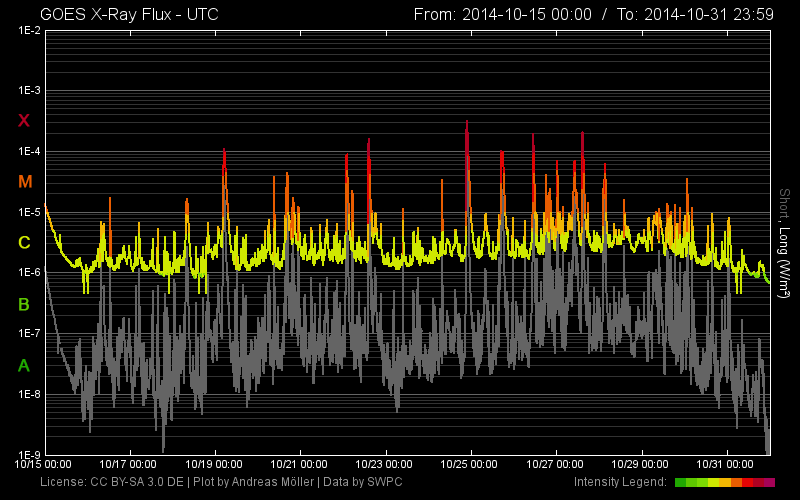 GOES X-Ray Flux - UTC
From: 2014-10-15 00:00 / To: 2014-10-31 23:59
1E-2
1E-3
X
1E-4
M
1E-5
C
1E-6
B
1E-7
A
1E-8
1E-9
Short, Long (W/m²)
10/15 00:00 10/17 00:00 10/19 00:00 10/21 00:00 10/23 00:00 10/25 00:00 10/27 00:00 10/29 00:00 10/31 00:00
License: CC BY-SA 3.0 DE | Plot by Andreas Möller | Data by SWPC
Intensity Legend: